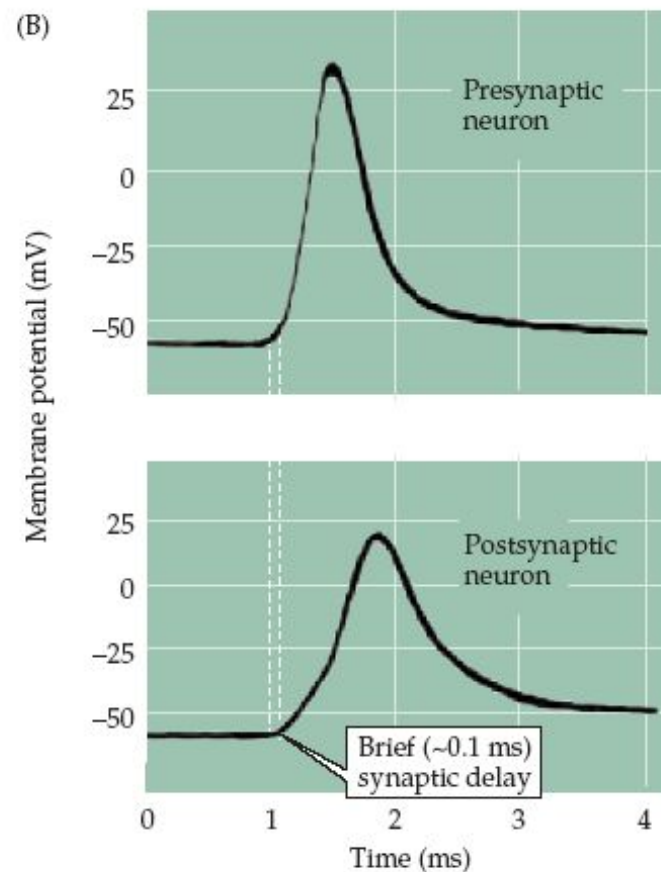 (B)
Membrane potential (mV)
25
0
−25
−50
Presynaptic
neuron
25
0
−25
−50
Postsynaptic
neuron
Brief (~0.1 ms)
synaptic delay
0
1
2
3
4
Time (ms)